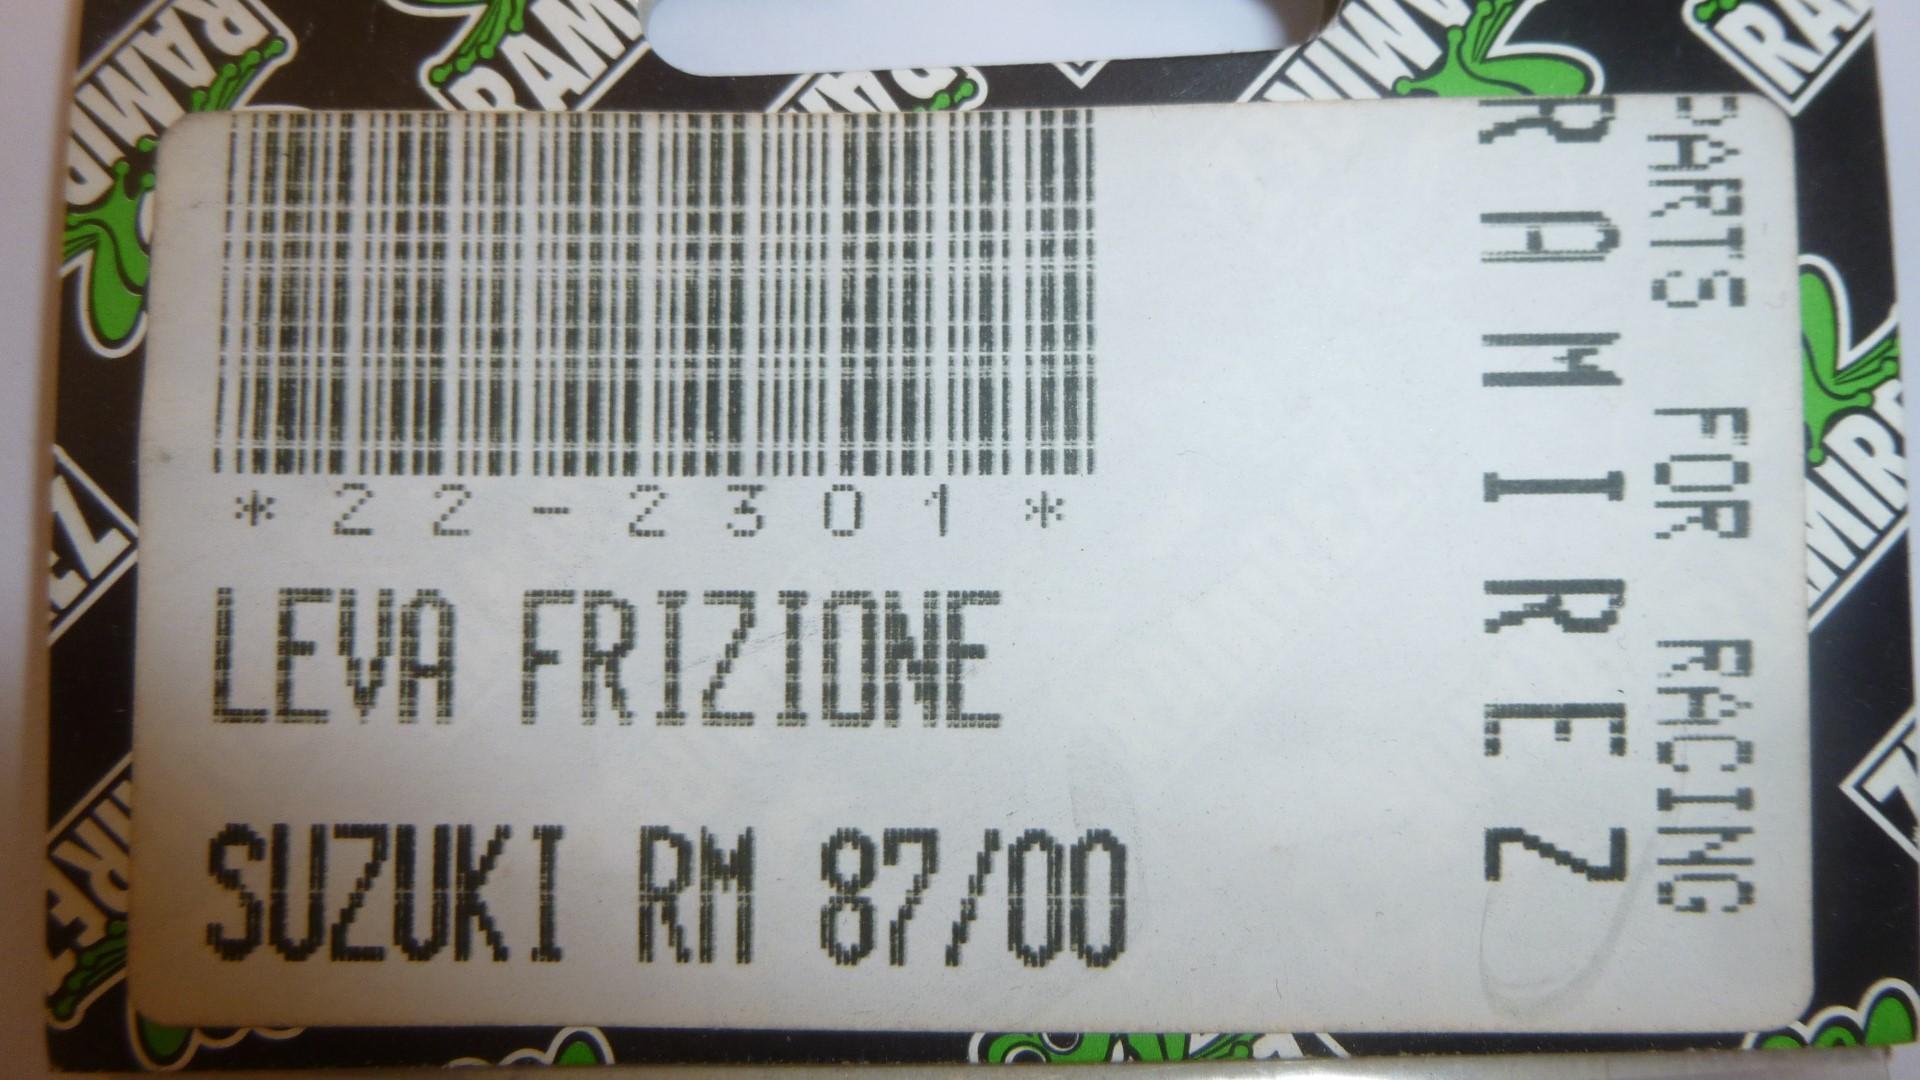 *22-2301*
LEVA FRIZIONE
SUZUKI RM 87/00
PARTS FOR RACING
RAMIREZ